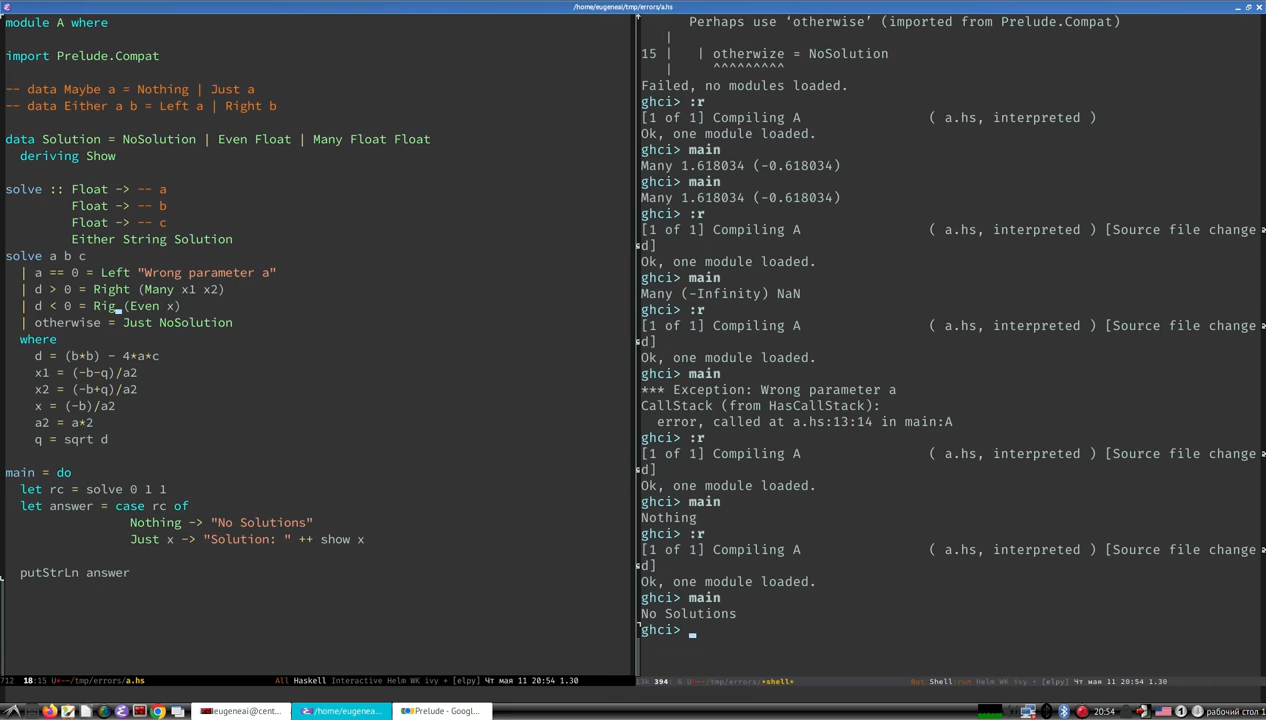 /home/eugeneai/tmp/errors/a.hs
module A where
import Prelude.Compat
-- data Maybe a = Nothing | Just a
-- data Either a b = Left a | Right b
data Solution = NoSolution | Even Float | Many Float Float
  deriving Show
solve :: Float -> -- a
         Float -> -- b
         Float -> -- c
         Either String Solution
solve a b c
  | a == 0 = Left "Wrong parameter a"
  | d > 0 = Right (Many x1 x2)
  | d < 0 = Rig (Even x)
  | otherwise = Just NoSolution
  where
    d = (b*b) - 4*a*c
    x1 = (-b-q)/a2
    x2 = (-b+q)/a2
    x = (-b)/a2
    a2 = a*2
    q = sqrt d
main = do
  let rc = solve 0 1 1
  let answer = case rc of
                 Nothing -> "No Solutions"
                 Just x -> "Solution: " ++ show x
  putStrLn answer
712 18:15 U*--/tmp/errors/a.hs All Haskell Interactive Helm WK ivy + [elpy] Чт мая 11 20:54 1.30
      Perhaps use ‘otherwise’ (imported from Prelude.Compat)
   |
15 |   | otherwize = NoSolution
   |     ^^^^^^^^^
Failed, no modules loaded.
ghci> :r
[1 of 1] Compiling A                ( a.hs, interpreted )
Ok, one module loaded.
ghci> main
Many 1.618034 (-0.618034)
ghci> main
Many 1.618034 (-0.618034)
ghci> :r
[1 of 1] Compiling A                ( a.hs, interpreted ) [Source file change
d]
Ok, one module loaded.
ghci> main
Many (-Infinity) NaN
ghci> :r
[1 of 1] Compiling A                ( a.hs, interpreted ) [Source file change
d]
Ok, one module loaded.
ghci> main
*** Exception: Wrong parameter a
CallStack (from HasCallStack):
  error, called at a.hs:13:14 in main:A
ghci> :r
[1 of 1] Compiling A                ( a.hs, interpreted ) [Source file change
d]
Ok, one module loaded.
ghci> main
Nothing
ghci> :r
[1 of 1] Compiling A                ( a.hs, interpreted ) [Source file change
d]
Ok, one module loaded.
ghci> main
No Solutions
ghci>
394: 6 U*--/tmp/errors/*shell* Bot Shell:run Helm WK ivy + [elpy] Чт мая 11 20:54 1.30
eugeneai@cent...
/home/eugenea...
Prelude - Googl...
20:54
рабочий стол 1